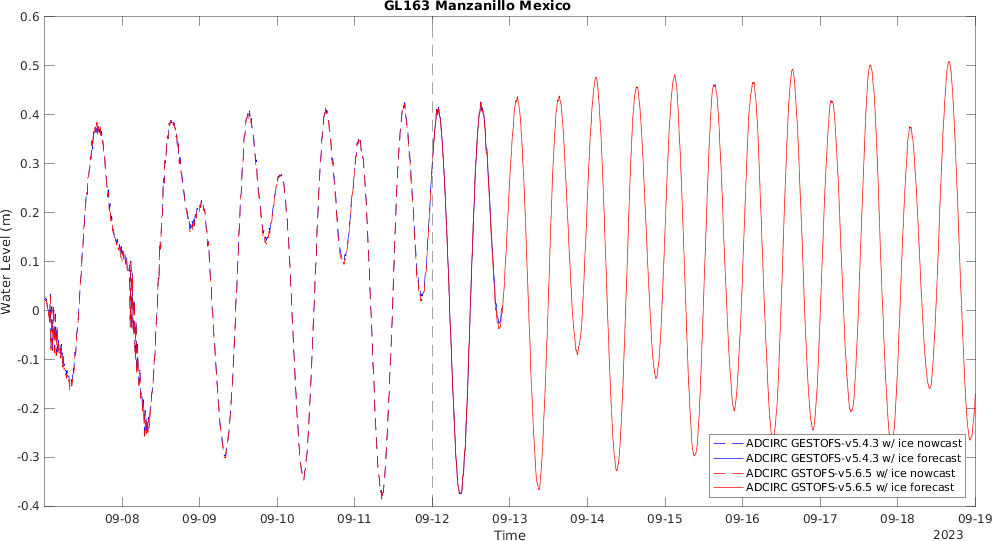 GL163 Manzanillo Mexico
0.6
0.5
0.4
0.3
0.2
0.1
0
-0.1
-0.2
-0.3
-0.4
Water Level (m)
ADCIRC GESTOFS-v5.4.3 w/ ice nowcast
ADCIRC GESTOFS-v5.4.3 w/ ice forecast
ADCIRC GSTOFS-v5.6.5 w/ ice nowcast
ADCIRC GSTOFS-v5.6.5 w/ ice forecast
09-08 09-09 09-10 09-11 09-12 09-13 09-14 09-15 09-16 09-17 09-18 09-19
Time
2023